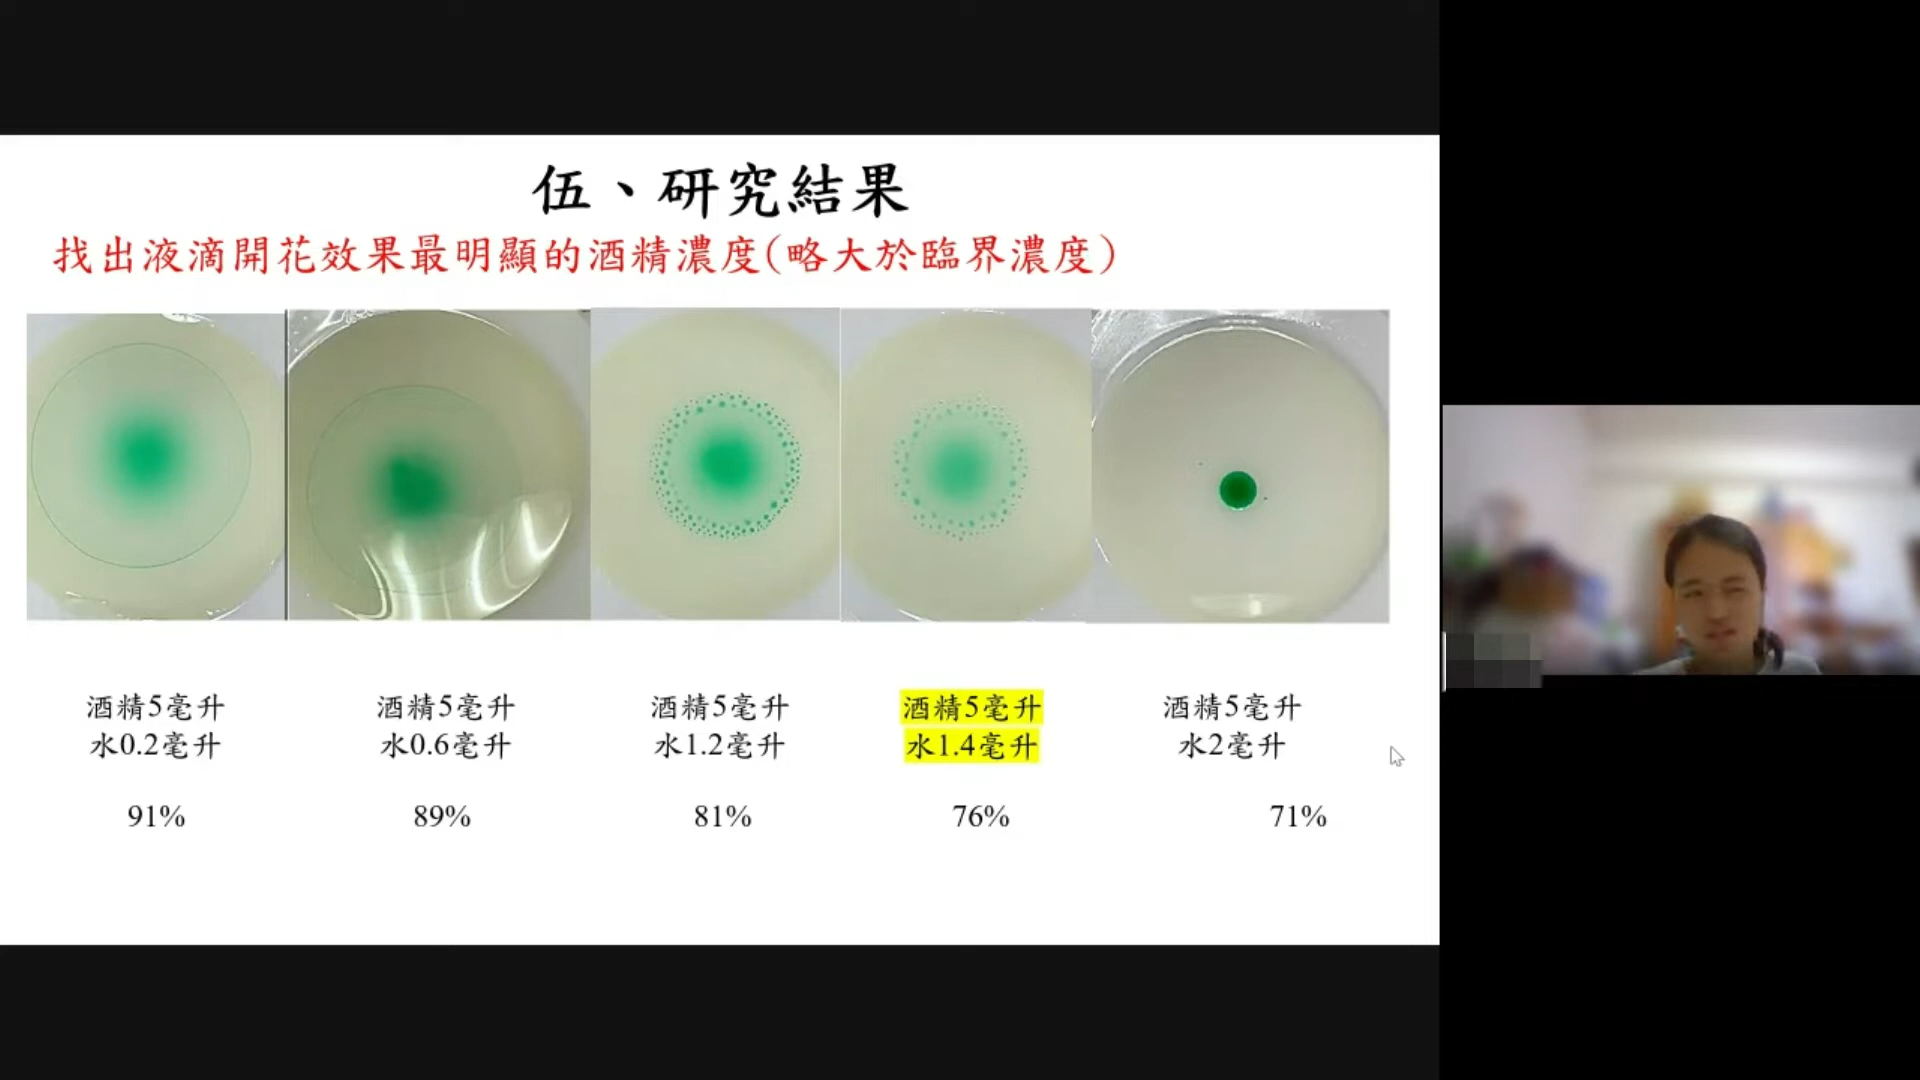 伍、研究結果
找出液滴開花效果最明顯的酒精濃度(略大於臨界濃度)
酒精5毫升
水0.2毫升
91%
酒精5毫升
水0.6毫升
89%
酒精5毫升
水1.2毫升
81%
酒精5毫升
水1.4毫升
76%
酒精5毫升
水2毫升
71%